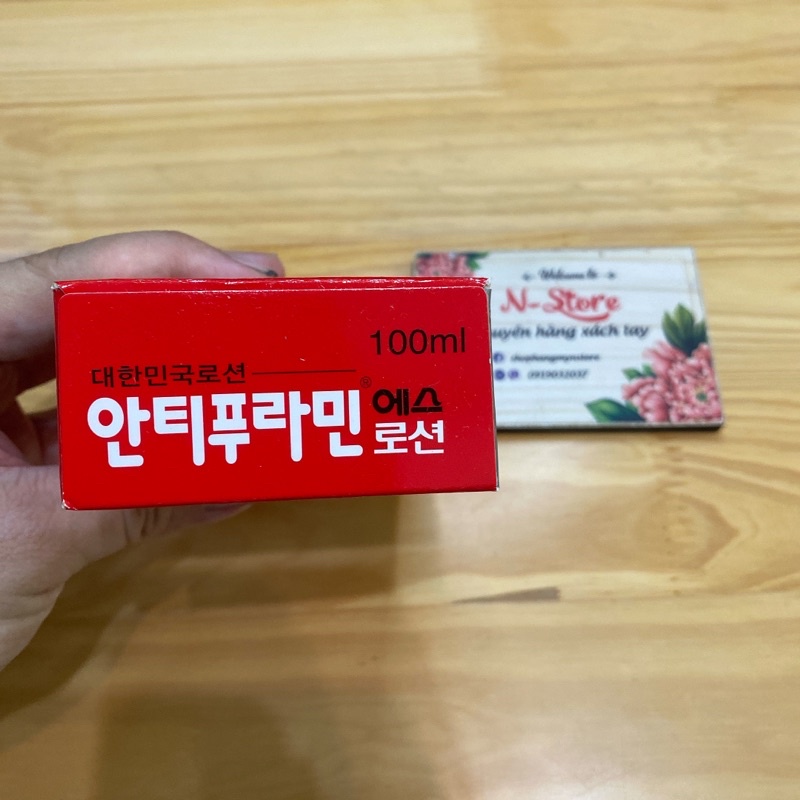 100ml
대한민국로션
안티푸라민® 에스
로션
Welcome to
N-Store
uyên hàng xách tay
0919032037